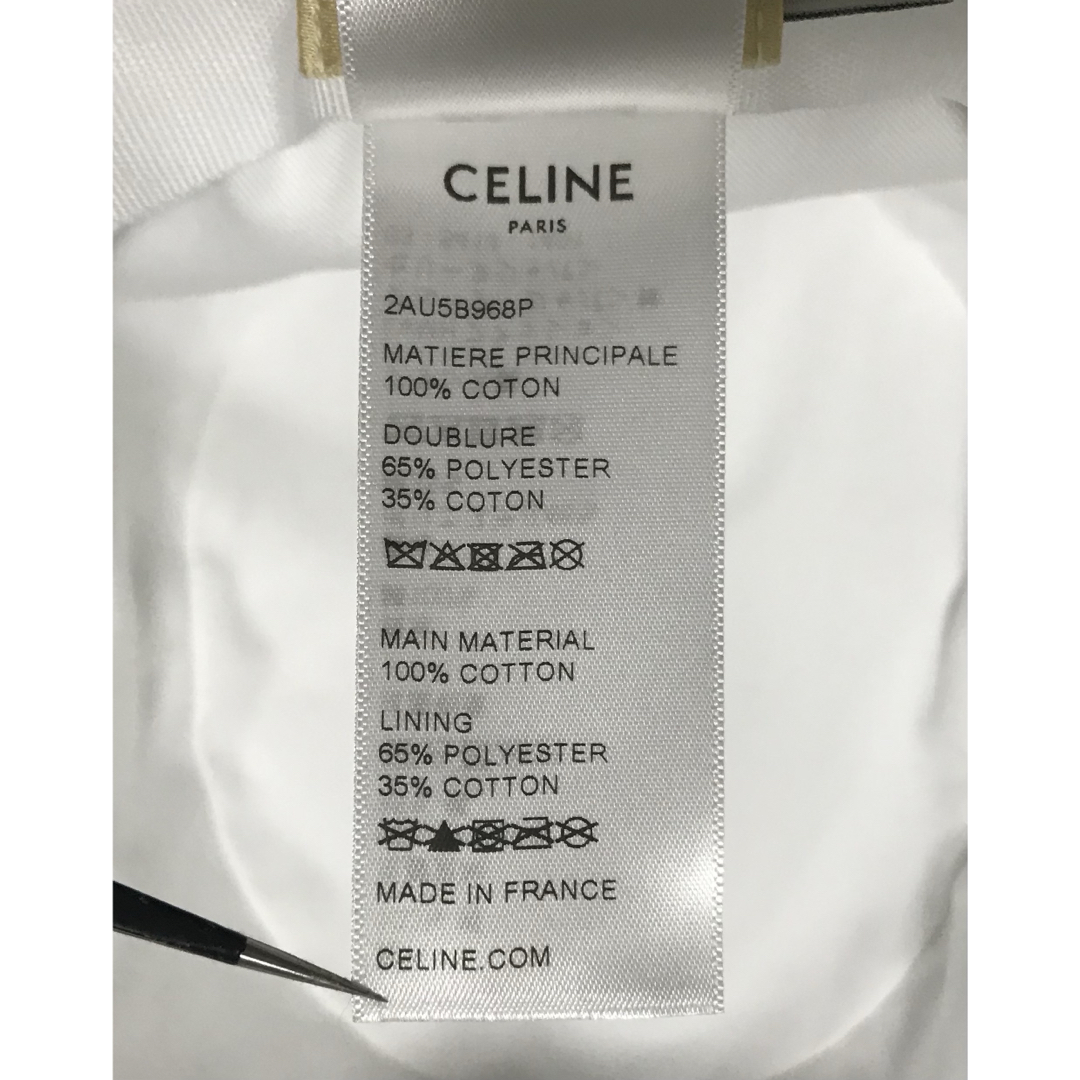 CELINE
PARIS
2AU5B968P
MATIERE PRINCIPALE
100% COTON
DOUBLURE
65% POLYESTER
35% COTON
MAIN MATERIAL
100% COTTON
LINING
65% POLYESTER
35% COTTON
MADE IN FRANCE
CELINE.COM